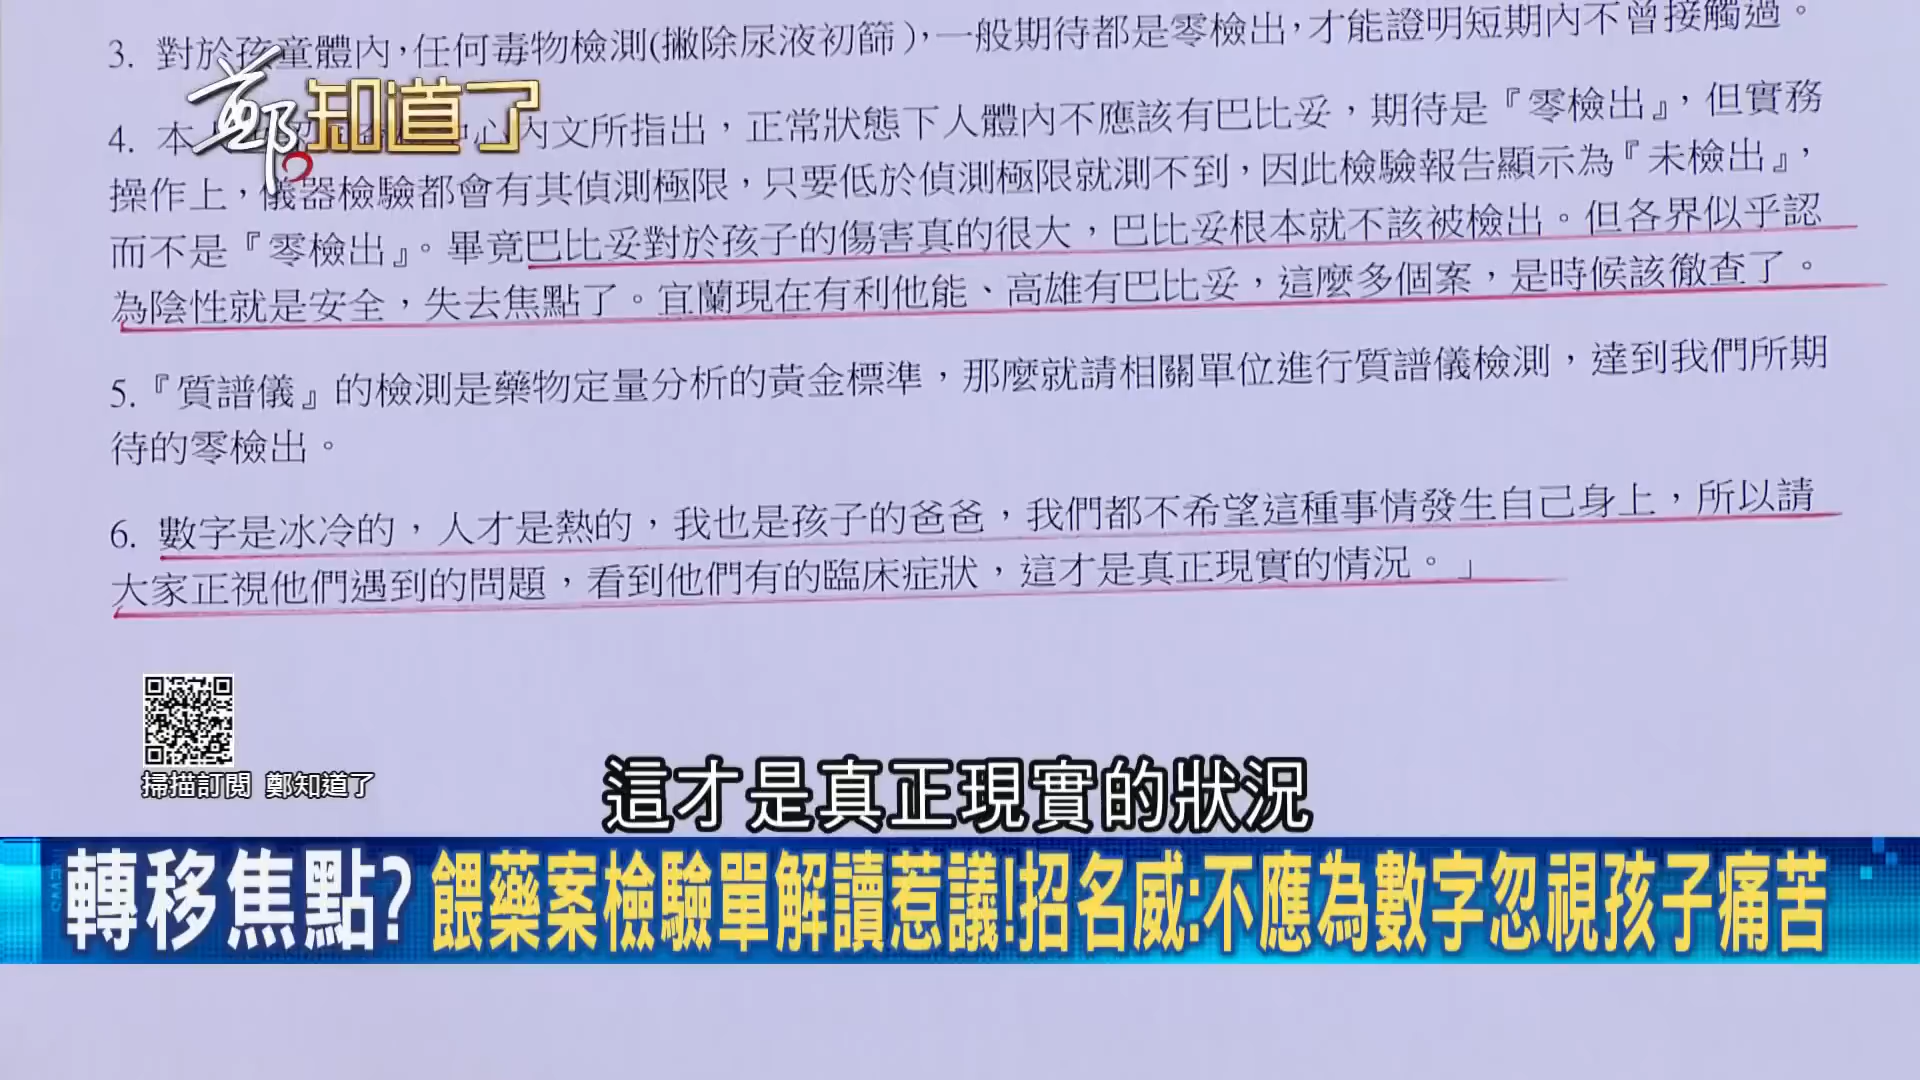 3. 對於孩童體內，任何毒物檢測(撇除尿液初篩)，一般期待都是零檢出，才能證明短期內不曾接觸過。
鄭知道了
4. 本 中心內文所指出，正常狀態下人體內不應該有巴比妥，期待是『零檢出』，但實務
操作上，儀器檢驗都會有其偵測極限，只要低於偵測極限就測不到，因此檢驗報告顯示為『未檢出』，
而不是『零檢出』。畢竟巴比妥對於孩子的傷害真的很大，巴比妥根本就不該被檢出。但各界似乎認
為陰性就是安全，失去焦點了。宜蘭現在有利他能、高雄有巴比妥，這麼多個案，是時候該徹查了。
5.『質譜儀』的檢測是藥物定量分析的黃金標準，那麼就請相關單位進行質譜儀檢測，達到我們所期
待的零檢出。
6. 數字是冰冷的，人才是熱的，我也是孩子的爸爸，我們都不希望這種事情發生自己身上，所以請
大家正視他們遇到的問題，看到他們有的臨床症狀，這才是真正現實的情況。」
掃描訂閱 鄭知道了
這才是真正現實的狀況
轉移焦點?餵藥案檢驗單解讀惹議!招名威:不應為數字忽視孩子痛苦